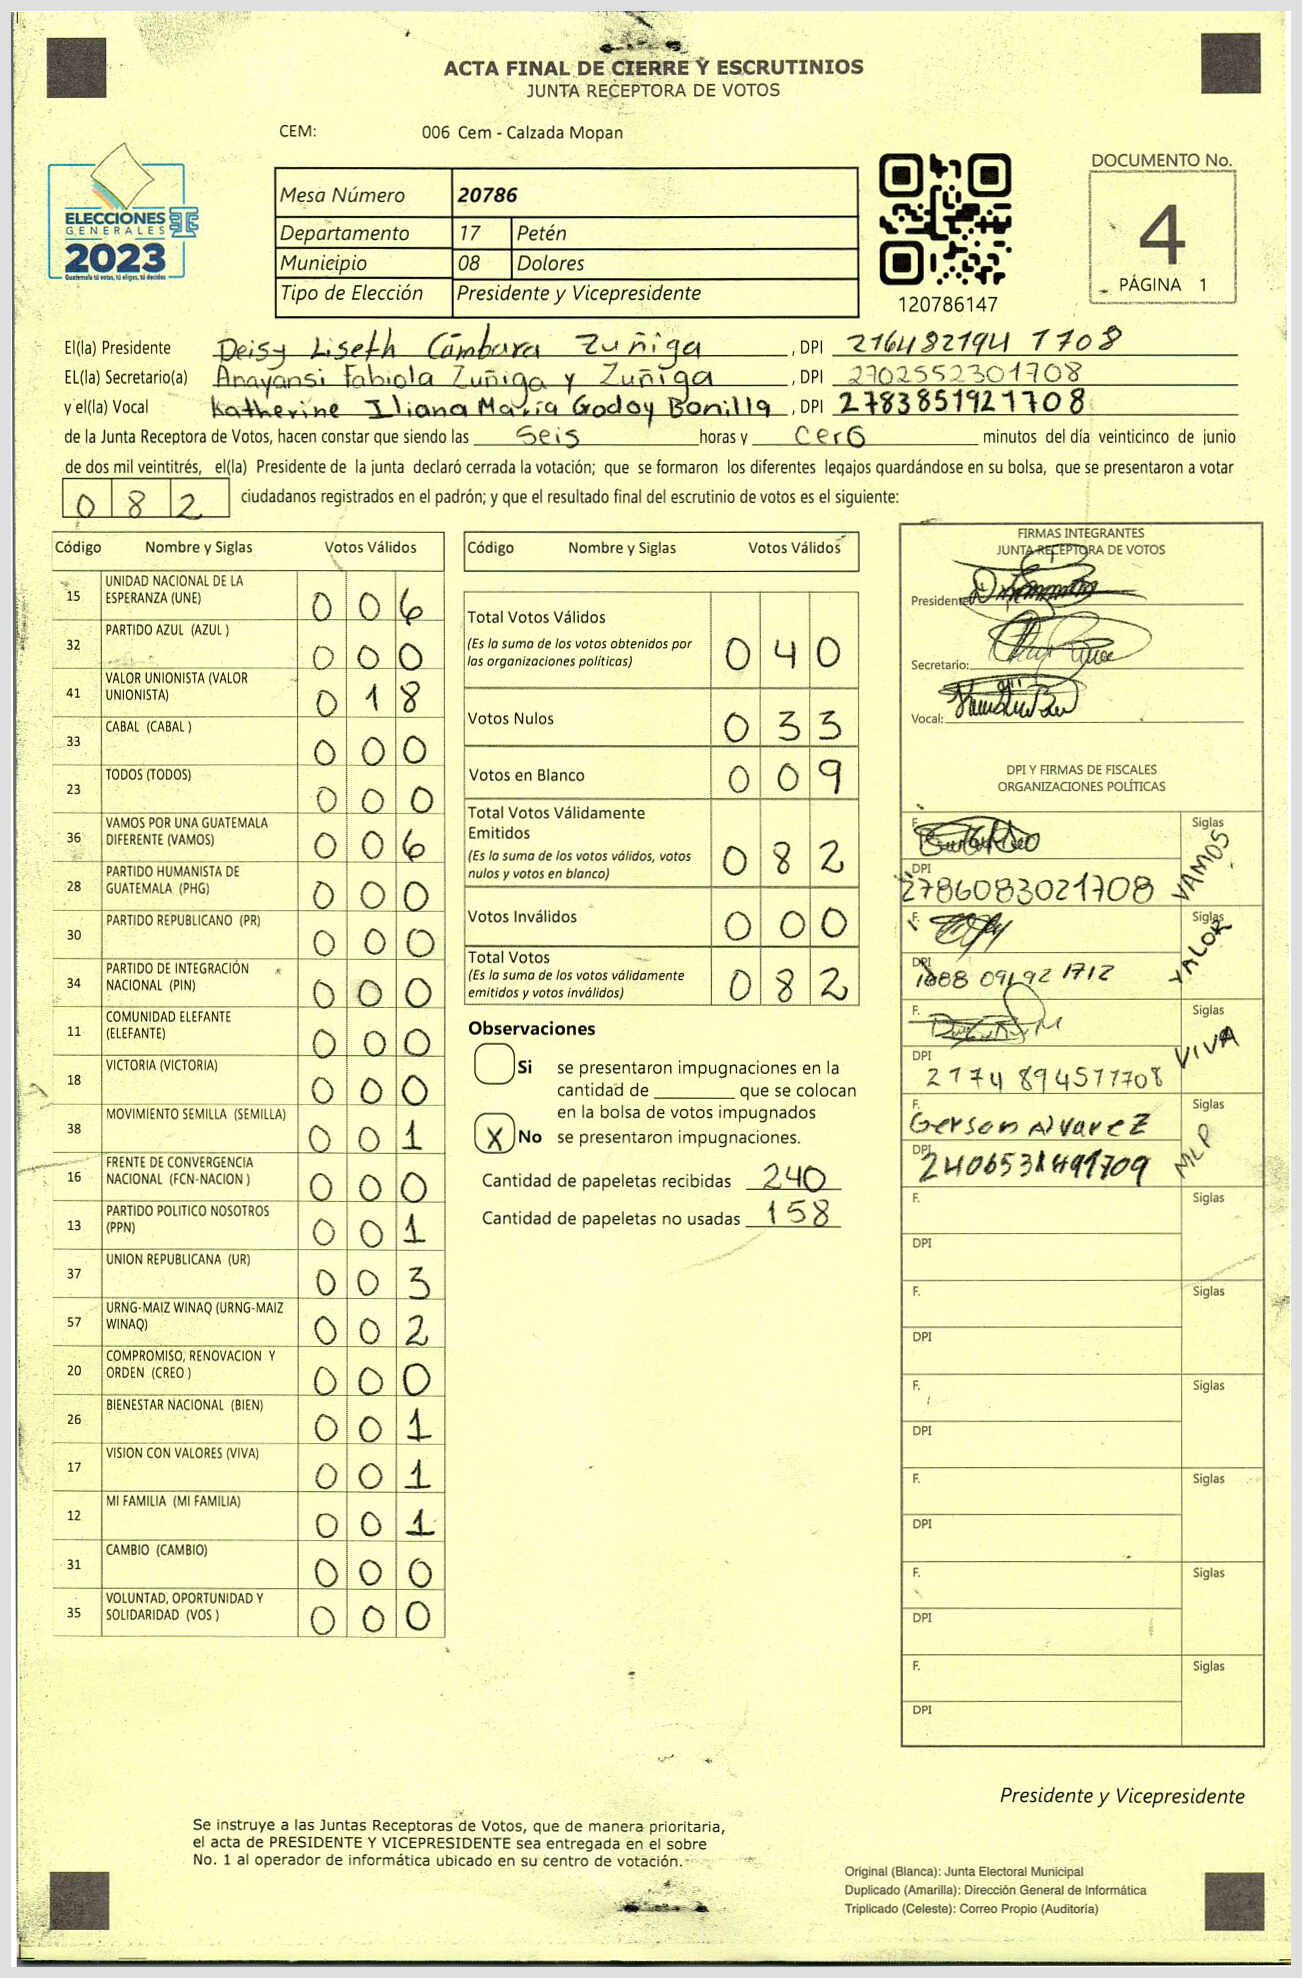 ACTA FINAL DE CIERRE Y ESCRUTINIOS
JUNTA RECEPTORA DE VOTOS
CEM: 006 Cem - Calzada Mopan
ELECCIONES
GENERALES
2023
Guatemala tú votas, tú eliges, tú decides
Mesa Número 20786
Departamento 17 Petén
Municipio 08 Dolores
Tipo de Elección Presidente y Vicepresidente
120786147
DOCUMENTO No.
4
PÁGINA 1
El(la) Presidente Deisy Liseth Cámbara Zuñiga, DPI 216482194 1708
EL(la) Secretario(a) Anayansi Fabiola Zuñiga y Zuñiga, DPI 2702552301708
y el(la) Vocal Katherine Iliana María Godoy Bonilla, DPI 2783851921708
de la Junta Receptora de Votos, hacen constar que siendo las seis horas y cero minutos del día veinticinco de junio
de dos mil veintitrés, el(la) Presidente de la junta declaró cerrada la votación; que se formaron los diferentes legajos guardándose en su bolsa, que se presentaron a votar
0 8 2 ciudadanos registrados en el padrón; y que el resultado final del escrutinio de votos es el siguiente:
Código Nombre y Siglas Votos Válidos
15 UNIDAD NACIONAL DE LA
ESPERANZA (UNE) 0 0 6
32 PARTIDO AZUL (AZUL ) 0 0 0
41 VALOR UNIONISTA (VALOR
UNIONISTA) 0 1 8
33 CABAL (CABAL ) 0 0 0
23 TODOS (TODOS) 0 0 0
36 VAMOS POR UNA GUATEMALA
DIFERENTE (VAMOS) 0 0 6
28 PARTIDO HUMANISTA DE
GUATEMALA (PHG) 0 0 0
30 PARTIDO REPUBLICANO (PR) 0 0 0
34 PARTIDO DE INTEGRACIÓN
NACIONAL (PIN) 0 0 0
11 COMUNIDAD ELEFANTE
(ELEFANTE) 0 0 0
18 VICTORIA (VICTORIA) 0 0 0
38 MOVIMIENTO SEMILLA (SEMILLA) 0 0 1
16 FRENTE DE CONVERGENCIA
NACIONAL (FCN-NACION ) 0 0 0
13 PARTIDO POLITICO NOSOTROS
(PPN) 0 0 1
37 UNION REPUBLICANA (UR) 0 0 3
57 URNG-MAIZ WINAQ (URNG-MAIZ
WINAQ) 0 0 2
20 COMPROMISO, RENOVACION Y
ORDEN (CREO ) 0 0 0
26 BIENESTAR NACIONAL (BIEN) 0 0 1
17 VISION CON VALORES (VIVA) 0 0 1
12 MI FAMILIA (MI FAMILIA) 0 0 1
31 CAMBIO (CAMBIO) 0 0 0
35 VOLUNTAD, OPORTUNIDAD Y
SOLIDARIDAD (VOS ) 0 0 0
Código Nombre y Siglas Votos Válidos
Total Votos Válidos
(Es la suma de los votos obtenidos por
las organizaciones políticas) 0 4 0
Votos Nulos 0 3 3
Votos en Blanco 0 0 9
Total Votos Válidamente
Emitidos
(Es la suma de los votos válidos, votos
nulos y votos en blanco) 0 8 2
Votos Inválidos 0 0 0
Total Votos
(Es la suma de los votos válidamente
emitidos y votos inválidos) 0 8 2
Observaciones
Si se presentaron impugnaciones en la
cantidad de ________ que se colocan
en la bolsa de votos impugnados
X No se presentaron impugnaciones.
Cantidad de papeletas recibidas 240
Cantidad de papeletas no usadas 158
FIRMAS INTEGRANTES
JUNTA RECEPTORA DE VOTOS
Presidente:
Secretario:
Vocal:
DPI Y FIRMAS DE FISCALES
ORGANIZACIONES POLÍTICAS
F. Siglas VAMOS
DPI 2786083021708
F. Siglas VALOR
DPI
F. Siglas VIVA
DPI 2174 894511708
F. Gerson Alvarez Siglas MLP
DPI
F. Siglas
DPI
F. Siglas
DPI
F. Siglas
DPI
F. Siglas
DPI
F. Siglas
DPI
F. Siglas
DPI
Presidente y Vicepresidente
Se instruye a las Juntas Receptoras de Votos, que de manera prioritaria,
el acta de PRESIDENTE Y VICEPRESIDENTE sea entregada en el sobre
No. 1 al operador de informática ubicado en su centro de votación.
Original (Blanca): Junta Electoral Municipal
Duplicado (Amarilla): Dirección General de Informática
Triplicado (Celeste): Correo Propio (Auditoría)